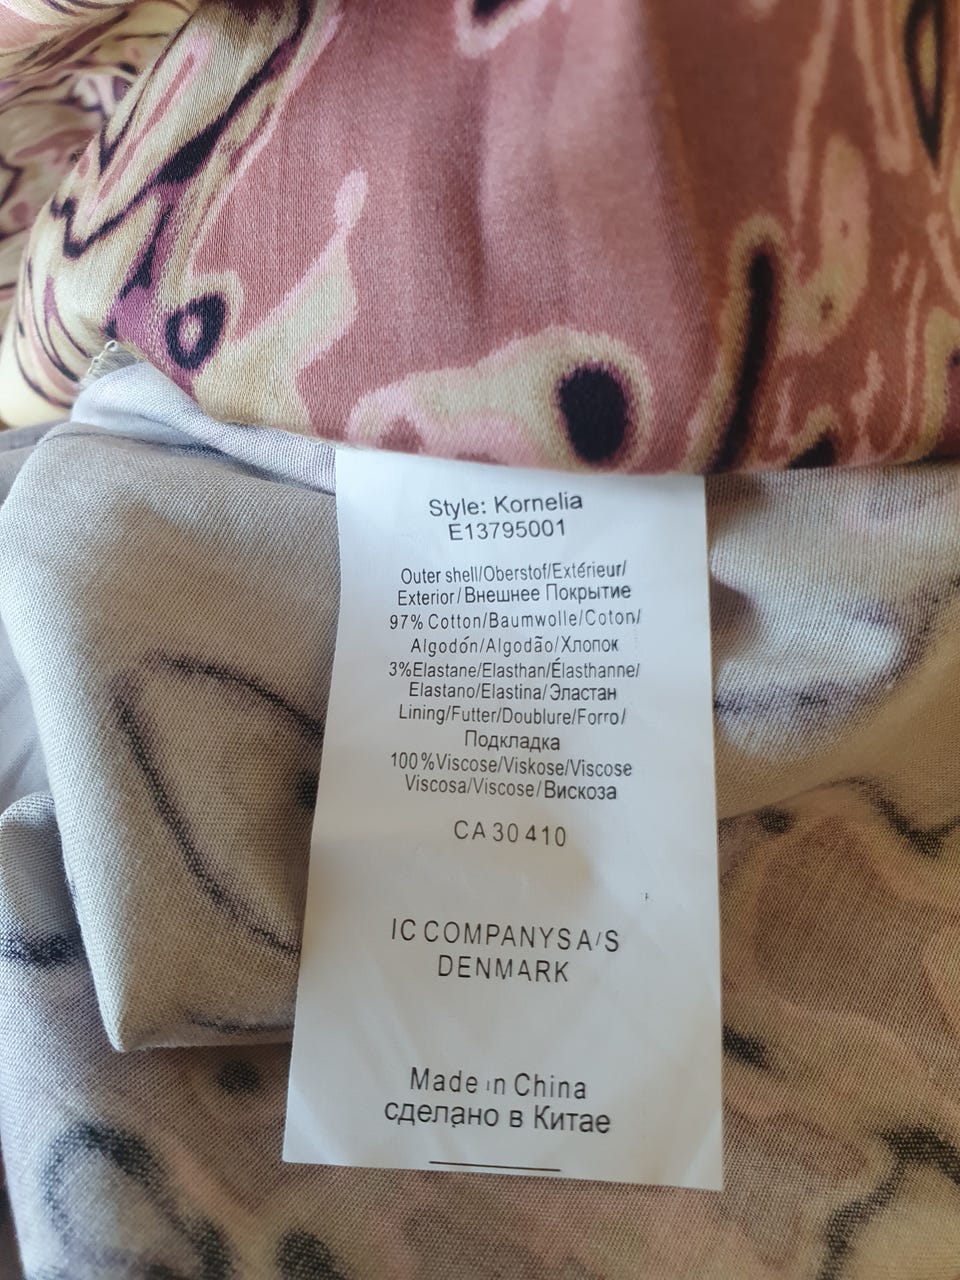 Style: Kornelia
E13795001
Outer shell/Oberstof/Extérieur/
Exterior/Внешнее Покрытие
97% Cotton/Baumwolle/Coton/
Algodón/Algodão/Хлопок
3%Elastane/Elasthan/Élasthanne/
Elastano/Elastina/Эластан
Lining/Futter/Doublure/Forro/
Подкладка
100%Viscose/Viskose/Viscose
Viscosa/Viscose/Вискоза
CA 30 410
IC COMPANYS A/S
DENMARK
Made in China
сделано в Китае